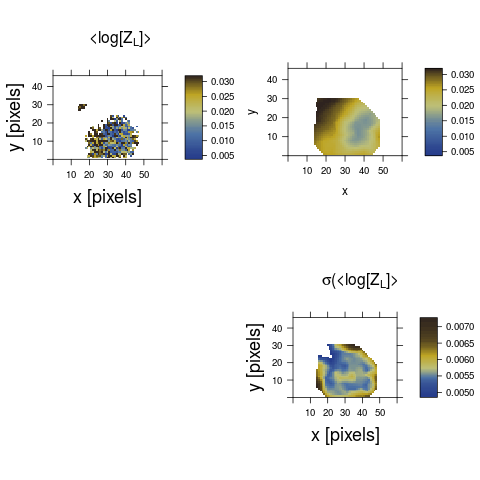 <log[Z_L]>
40
30
20
10
y [pixels]
10 20 30 40 50
x [pixels]
0.030
0.025
0.020
0.015
0.010
0.005
40
30
20
10
y
10 20 30 40 50
x
0.030
0.025
0.020
0.015
0.010
0.005
σ(<log[Z_L]>
40
30
20
10
y [pixels]
10 20 30 40 50
x [pixels]
0.0070
0.0065
0.0060
0.0055
0.0050